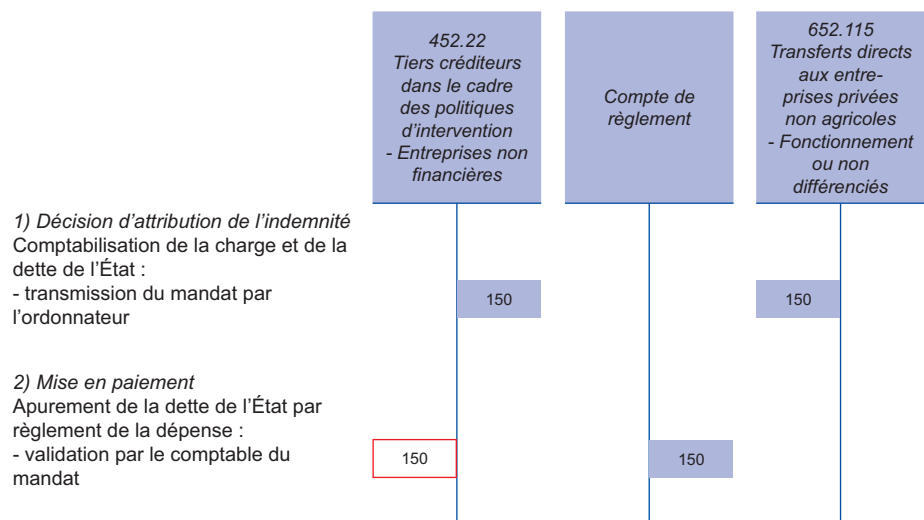 452.22
Tiers créditeurs
dans le cadre
des politiques
d’intervention
- Entreprises non
financières
Compte de
règlement
652.115
Transferts directs
aux entre-
prises privées
non agricoles
- Fonctionnement
ou non
différenciés
1) Décision d’attribution de l’indemnité
Comptabilisation de la charge et de la
dette de l’État :
- transmission du mandat par
l’ordonnateur
150
150
2) Mise en paiement
Apurement de la dette de l’État par
règlement de la dépense :
- validation par le comptable du
mandat
150
150